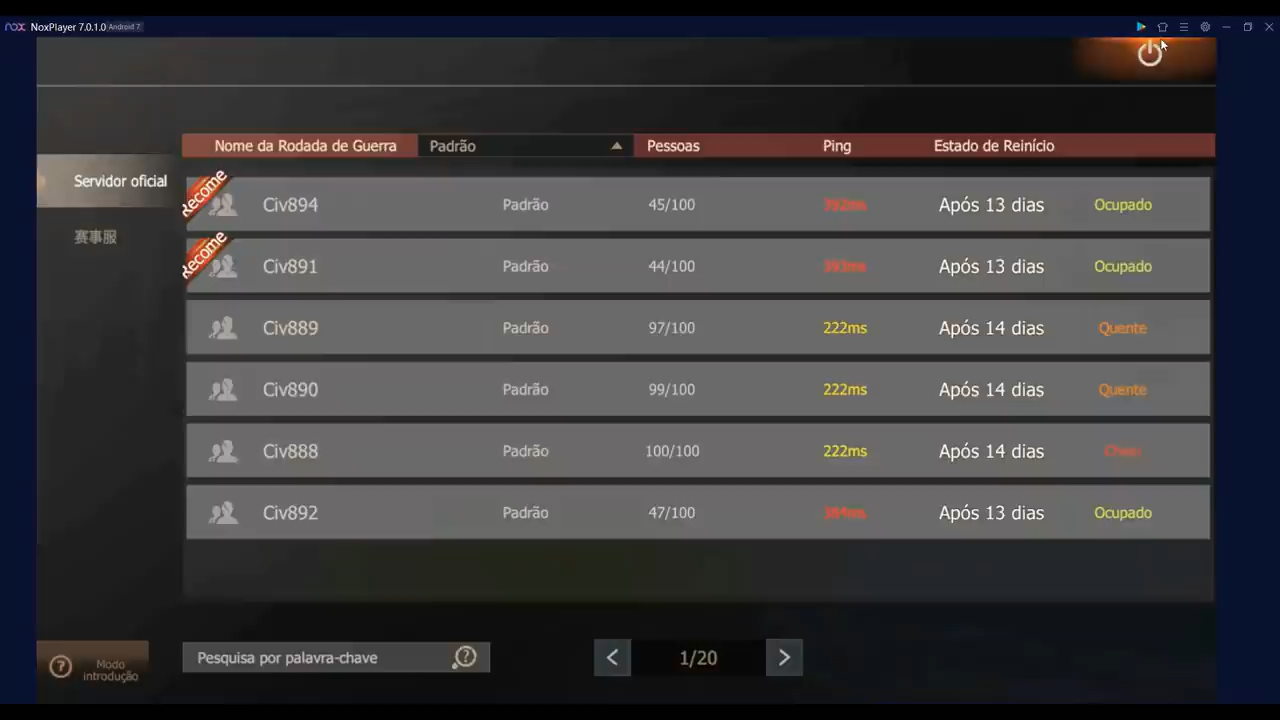 NoxPlayer 7.0.1.0 Android 7
Nome da Rodada de Guerra Padrão Pessoas Ping Estado de Reinício
Servidor oficial
赛事服
Recome Civ894 Padrão 45/100 392ms Após 13 dias Ocupado
Recome Civ891 Padrão 44/100 393ms Após 13 dias Ocupado
Civ889 Padrão 97/100 222ms Após 14 dias Quente
Civ890 Padrão 99/100 222ms Após 14 dias Quente
Civ888 Padrão 100/100 222ms Após 14 dias
Civ892 Padrão 47/100 384ms Após 13 dias Ocupado
Modo introdução
Pesquisa por palavra-chave
1/20